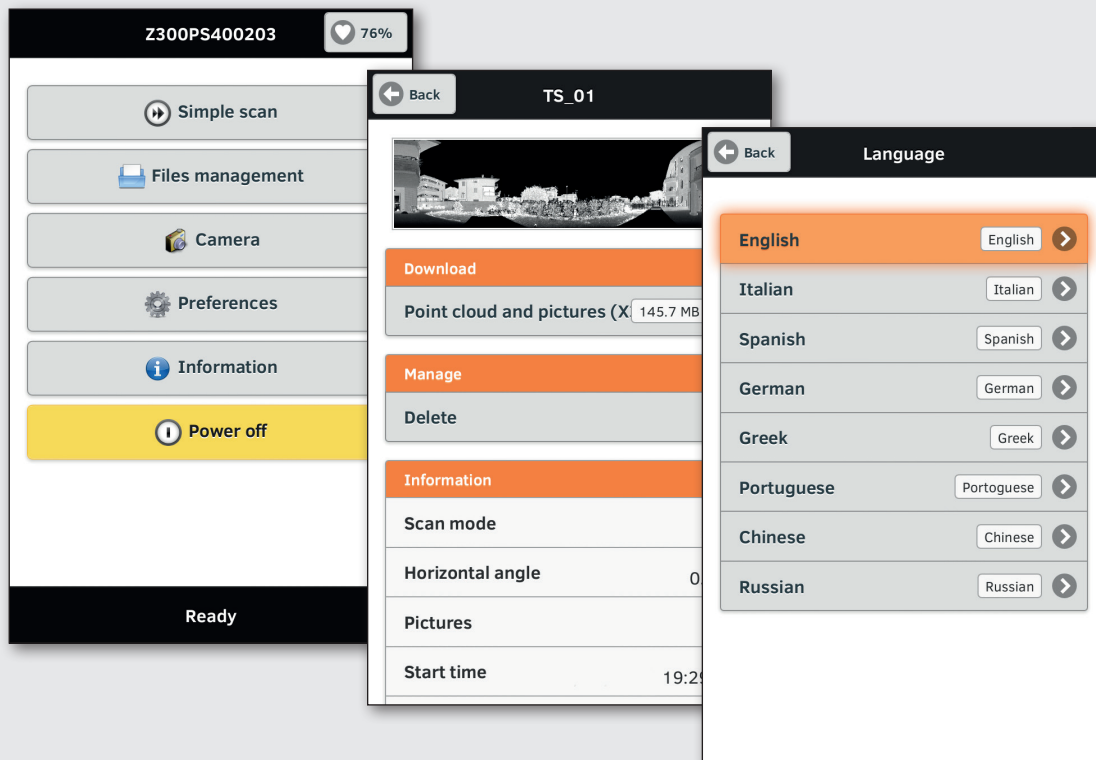 Z300PS400203
76%
Simple scan
Files management
Camera
Preferences
Information
Power off
Ready
Back
TS_01
Download
Point cloud and pictures (X
145.7 MB
Manage
Delete
Information
Scan mode
Horizontal angle
0.
Pictures
Start time
19:29
Back
Language
English English
Italian Italian
Spanish Spanish
German German
Greek Greek
Portuguese Portoguese
Chinese Chinese
Russian Russian